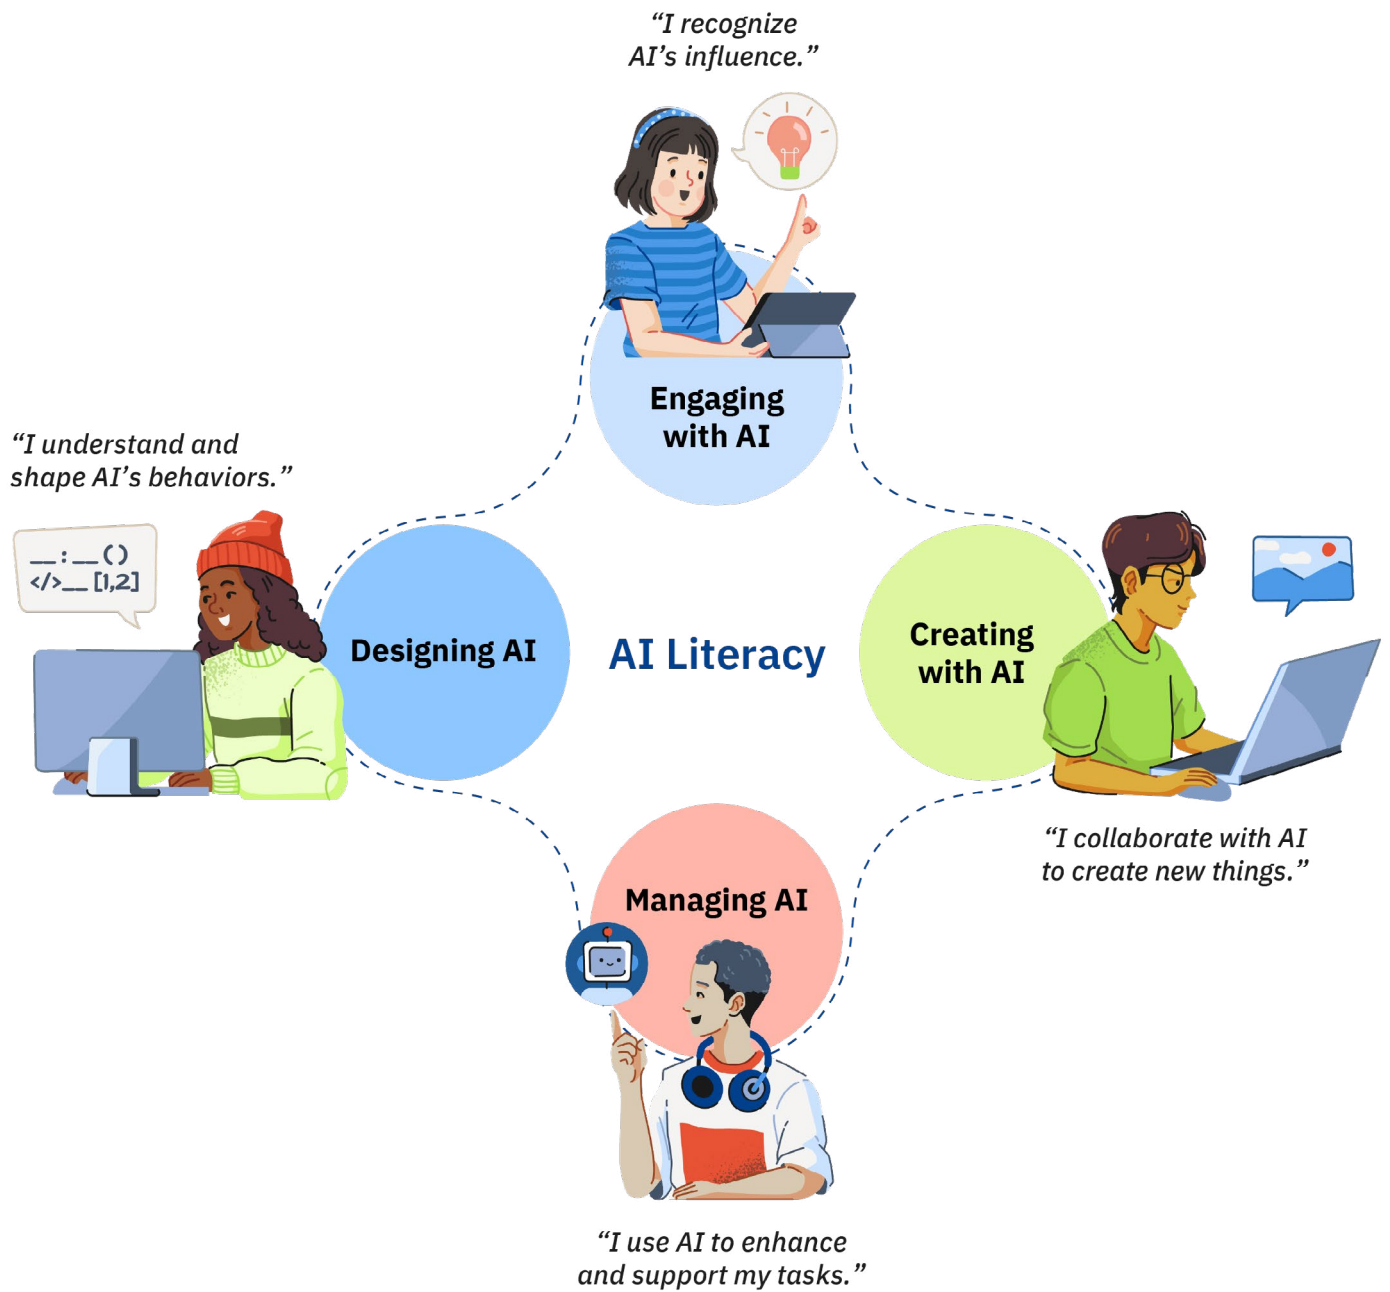 “I recognize
AI’s influence.”
Engaging
with AI
“I understand and
shape AI’s behaviors.”
__:__()
</>__[1,2]
Designing AI
AI Literacy
Creating
with AI
“I collaborate with AI
to create new things.”
Managing AI
“I use AI to enhance
and support my tasks.”